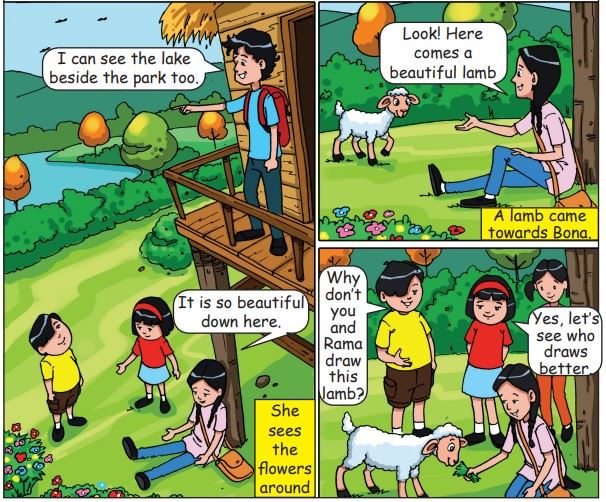 I can see the lake
beside the park too.
It is so beautiful
down here.
She
sees
the
flowers
around
Look! Here
comes a
beautiful lamb
A lamb came
towards Bona.
Why
don't
you
and
Rama
draw
this
lamb?
Yes, let's
see who
draws
better.